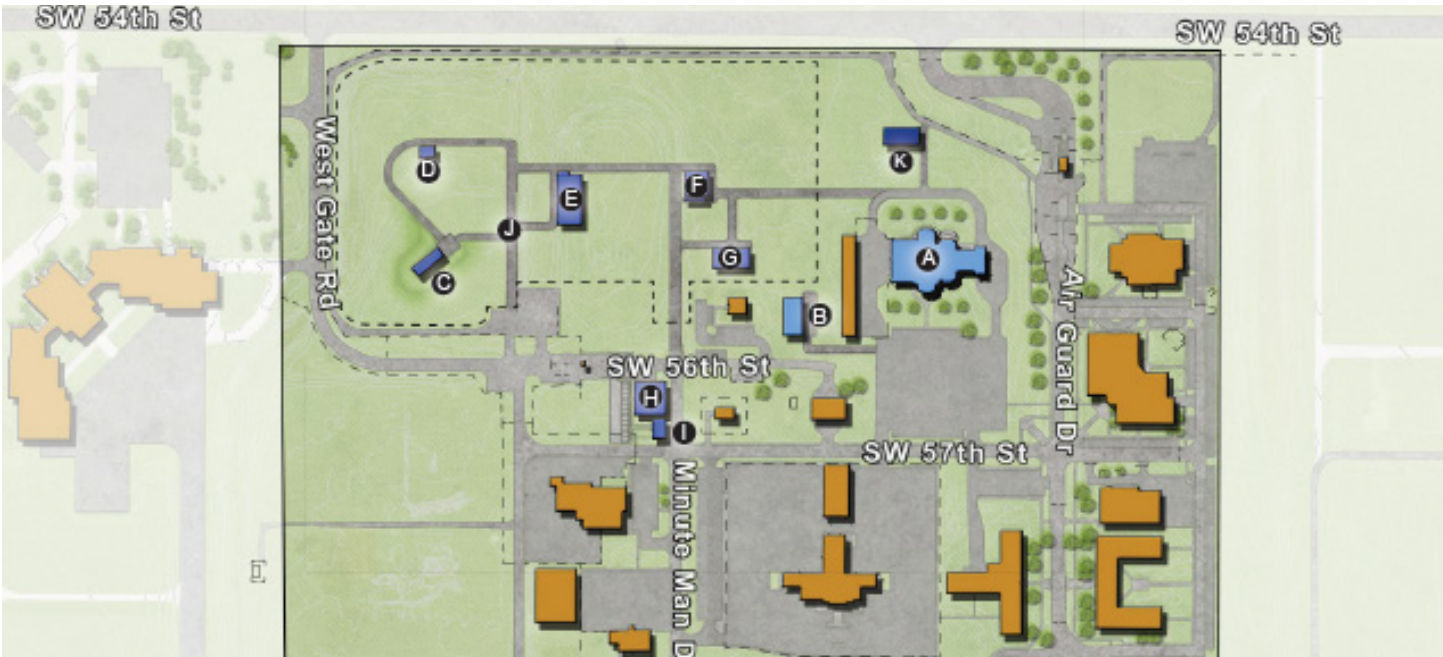 SW 54th St
SW 54th St
West Gate Rd
D
E
F
K
J
C
G
A
B
Air Guard Dr
SW 56th St
H
I
SW 57th St
Minute Man D